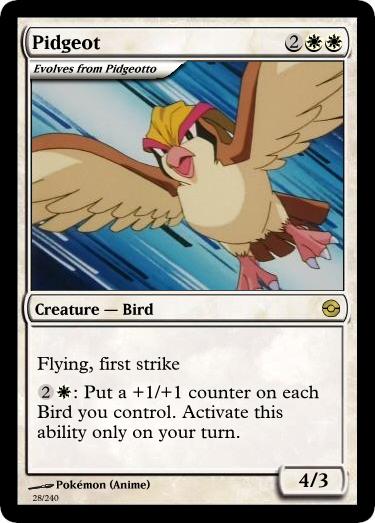 Pidgeot 2
Evolves from Pidgeotto
Creature — Bird
Flying, first strike
2: Put a +1/+1 counter on each
Bird you control. Activate this
ability only on your turn.
Pokémon (Anime)
4/3
28/240